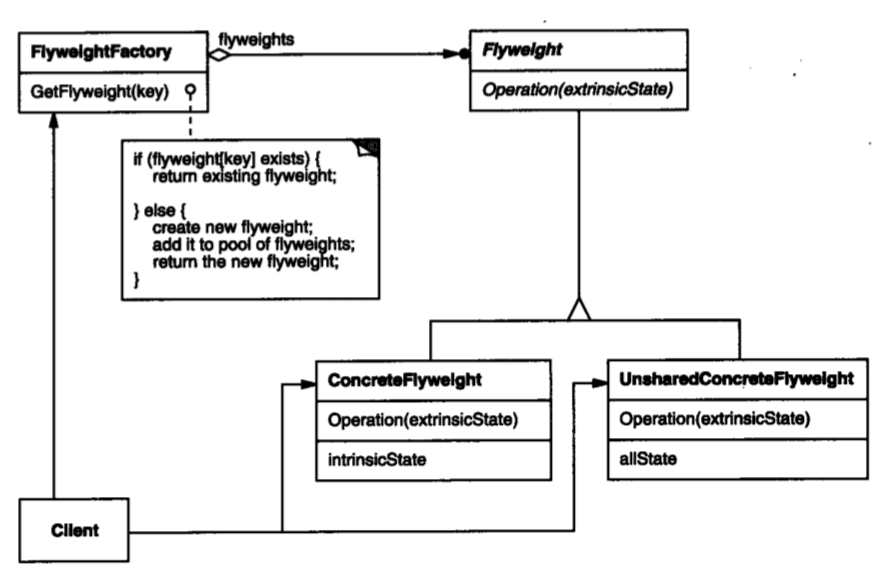 FlyweightFactory
GetFlyweight(key)
flyweights
Flyweight
Operation(extrinsicState)
if (flyweight[key] exists) {
return existing flyweight;
} else {
create new flyweight;
add it to pool of flyweights;
return the new flyweight;
}
ConcreteFlyweight
Operation(extrinsicState)
intrinsicState
UnsharedConcreteFlyweight
Operation(extrinsicState)
allState
Client